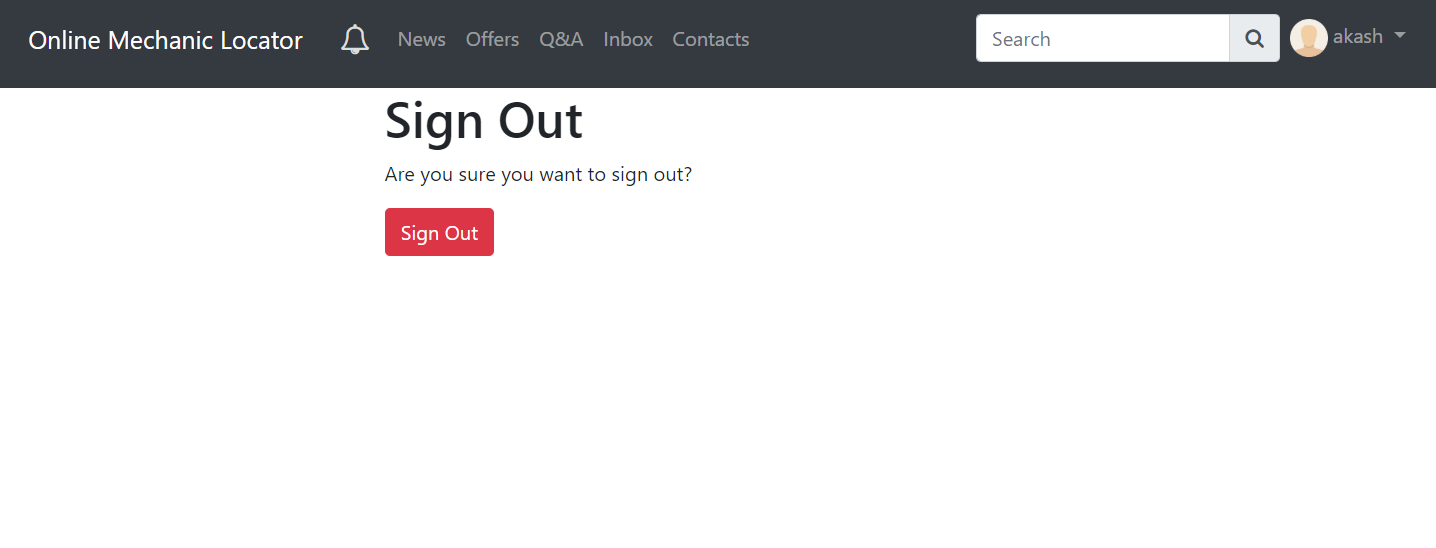 Online Mechanic Locator News Offers Q&A Inbox Contacts Search akash
Sign Out
Are you sure you want to sign out?
Sign Out